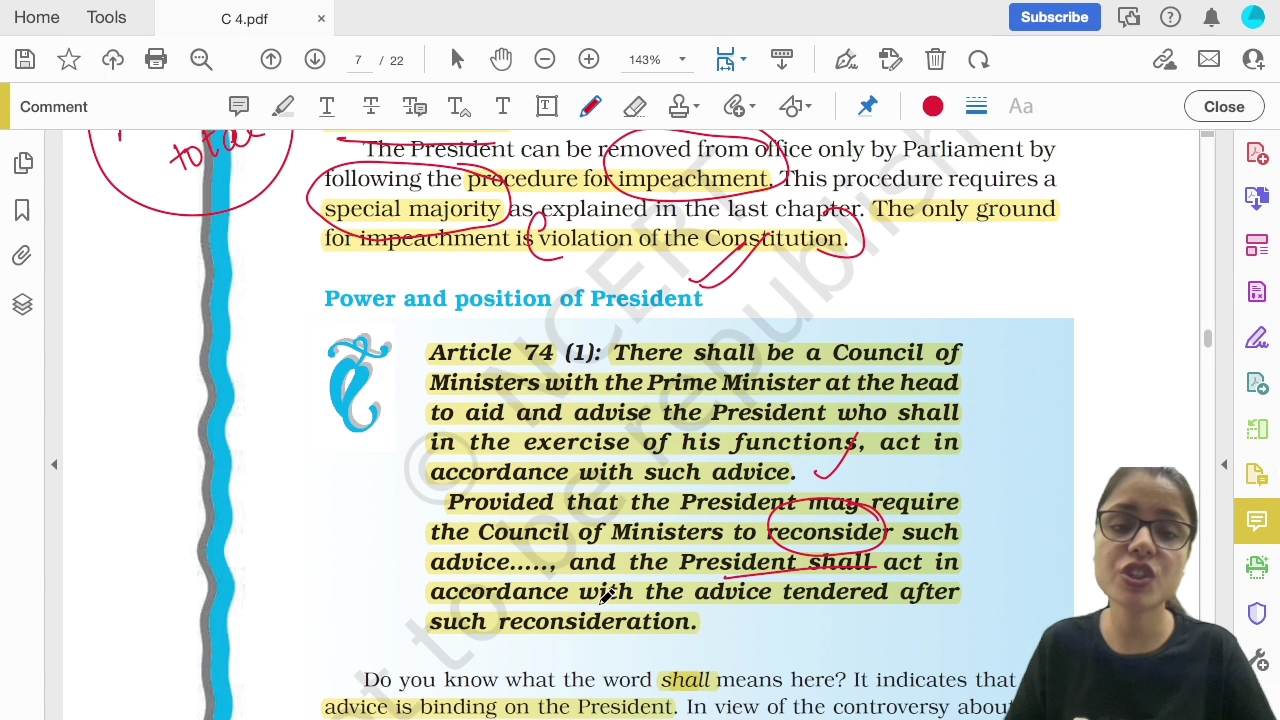 Home Tools C 4.pdf × Subscribe
7 / 22 143%
Comment Aa Close
total
The President can be removed from office only by Parliament by
following the procedure for impeachment. This procedure requires a
special majority as explained in the last chapter. The only ground
for impeachment is violation of the Constitution.
Power and position of President
Article 74 (1): There shall be a Council of
Ministers with the Prime Minister at the head
to aid and advise the President who shall
in the exercise of his functions, act in
accordance with such advice.
Provided that the President may require
the Council of Ministers to reconsider such
advice....., and the President shall act in
accordance with the advice tendered after
such reconsideration.
Do you know what the word shall means here? It indicates that
advice is binding on the President. In view of the controversy about
© NCERT
not to be republish